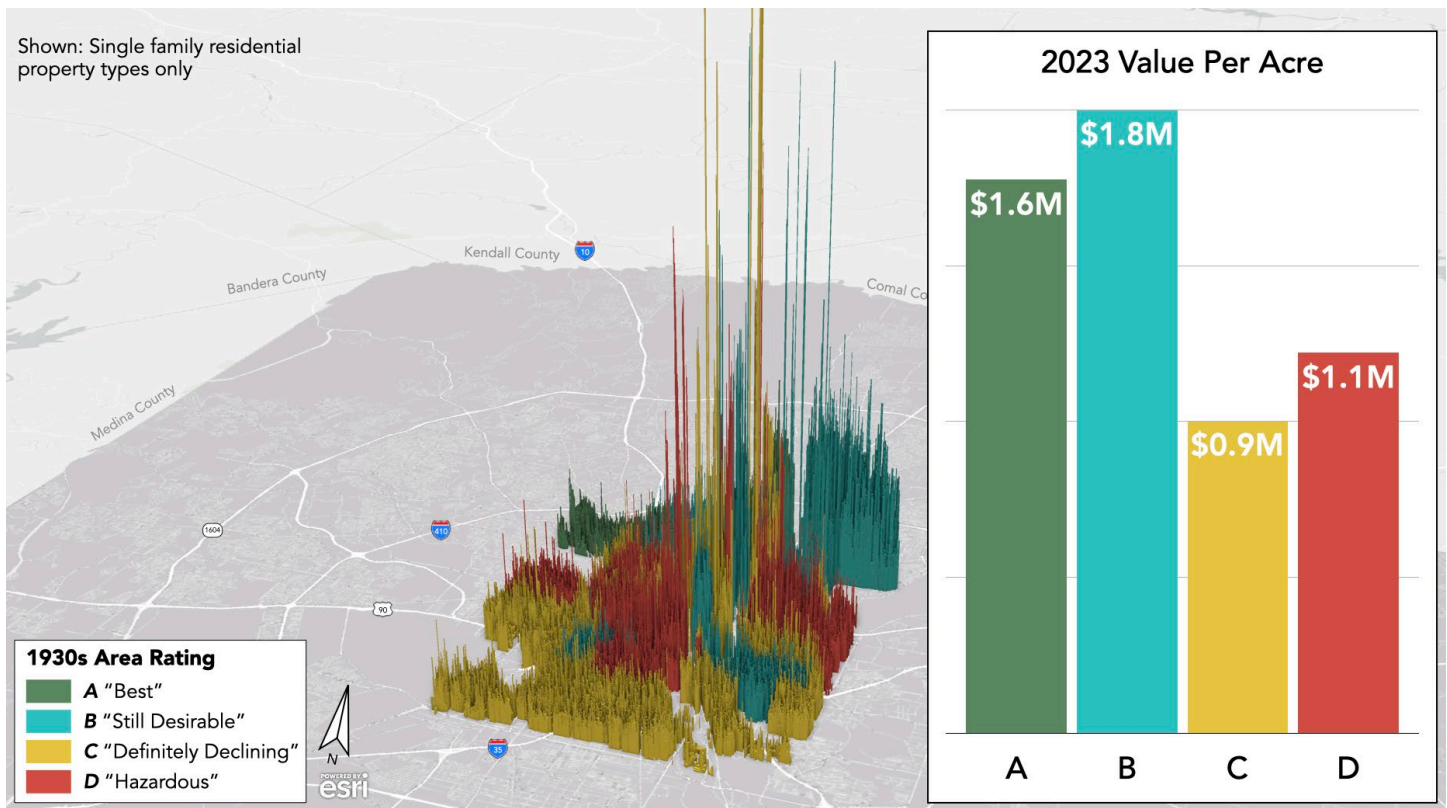 Shown: Single family residential
property types only
Kendall County
10
Bandera County
Comal Co
Medina County
1604
410
90
35
1930s Area Rating
A “Best”
B “Still Desirable”
C “Definitely Declining”
D “Hazardous”
N
POWERED BY
esri
2023 Value Per Acre
$1.6M
$1.8M
$0.9M
$1.1M
A
B
C
D